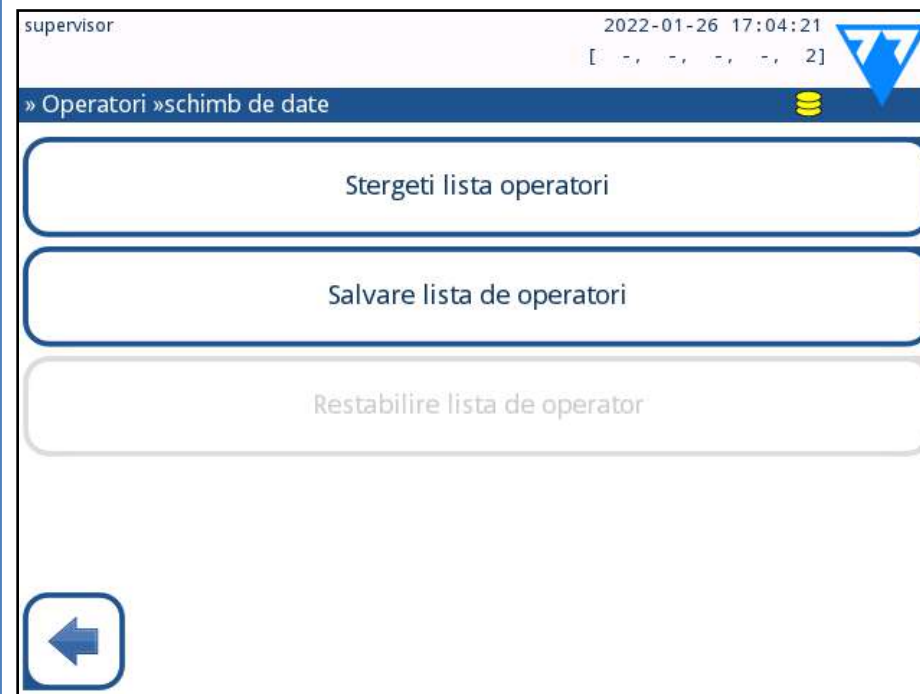 supervisor
2022-01-26 17:04:21
[ -, -, -, -, 2]
» Operatori »schimb de date
Stergeti lista operatori
Salvare lista de operatori
Restabilire lista de operator